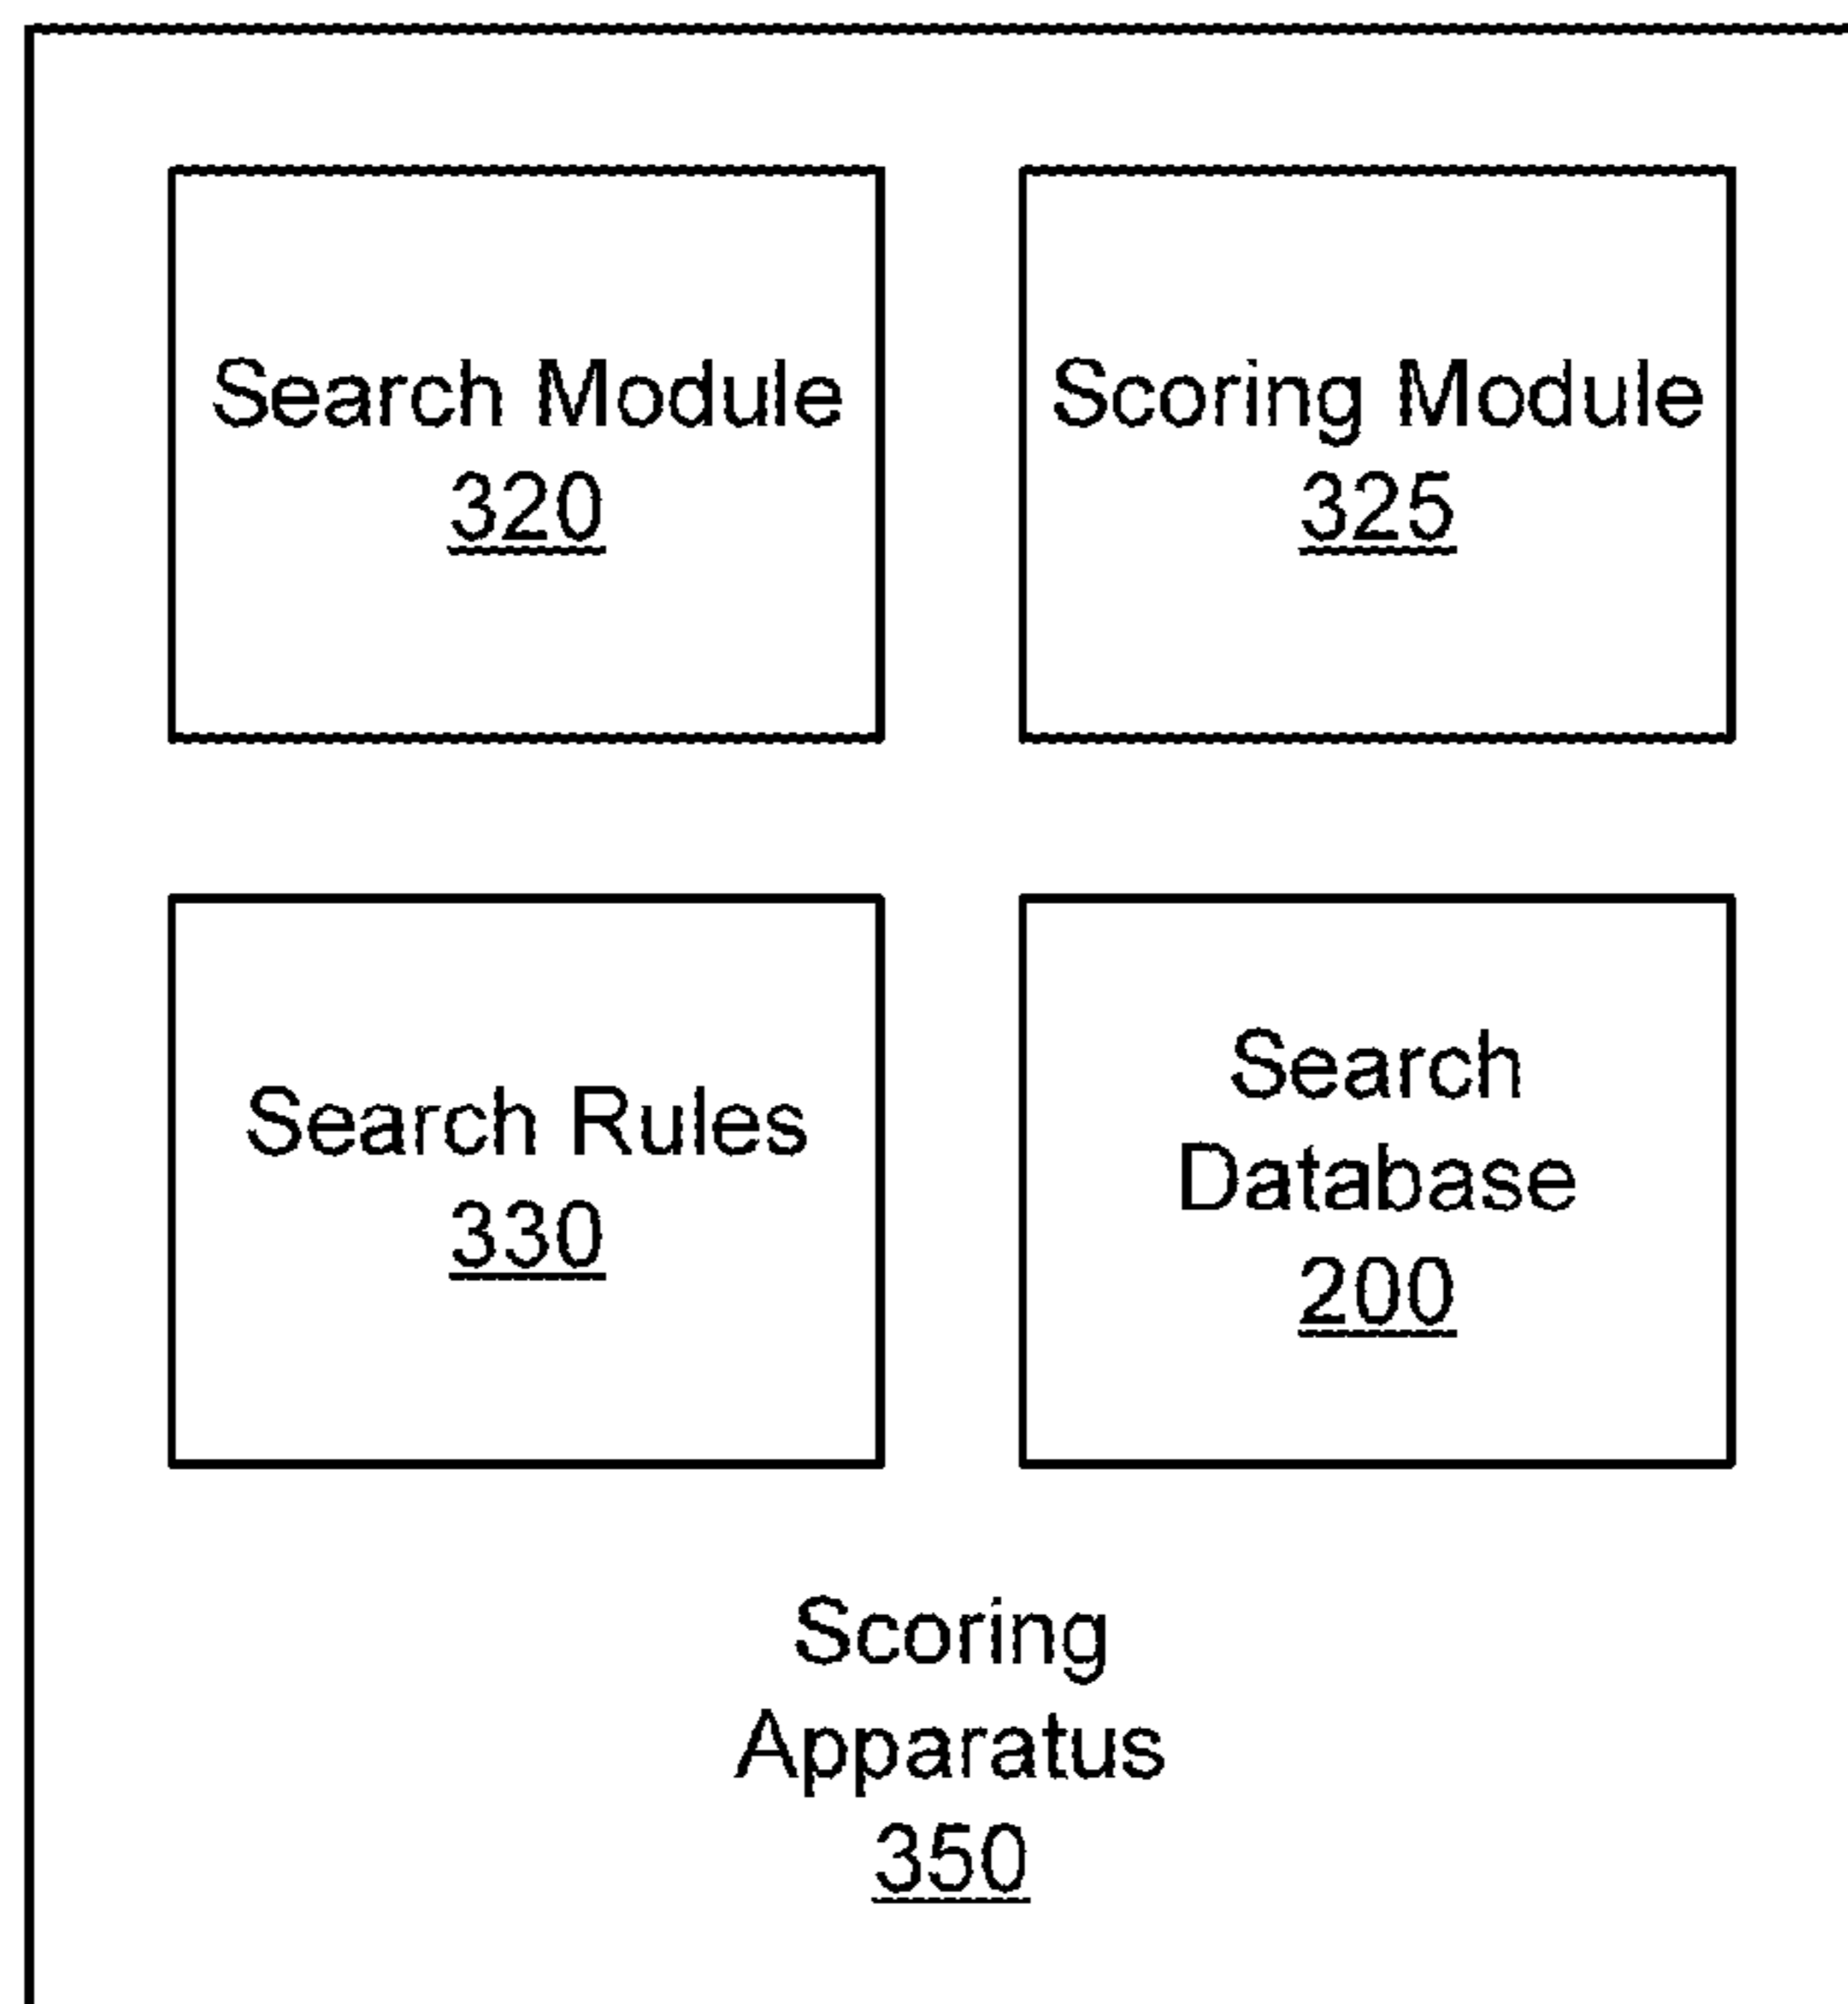 Search Module
320
Scoring Module
325
Search Rules
330
Search
Database
200
Scoring
Apparatus
350